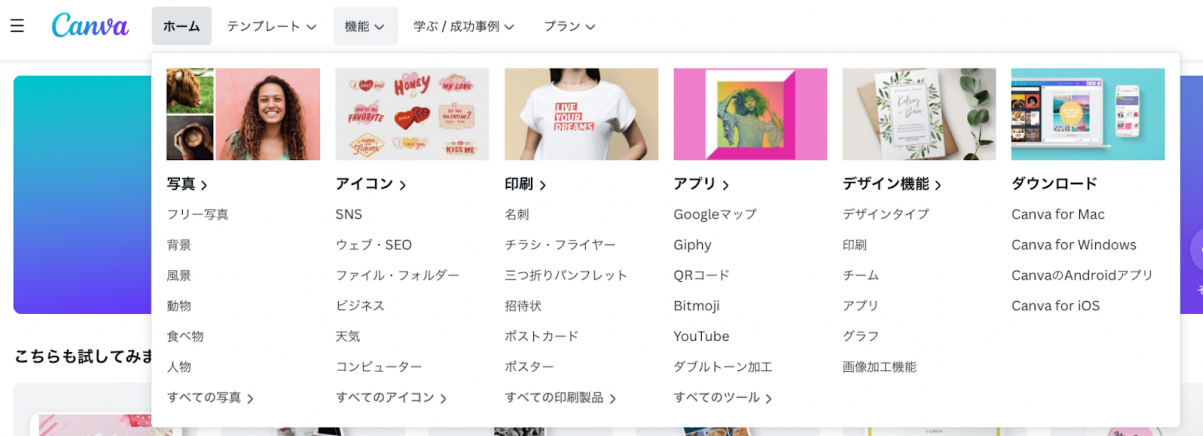 Canva
ホーム
テンプレート
機能
学ぶ / 成功事例
プラン
HONEY
MY LOVE
FAVORITE
KISS ME
LIVE
YOUR
DREAMS
写真
フリー写真
背景
風景
動物
食べ物
人物
すべての写真
アイコン
SNS
ウェブ・SEO
ファイル・フォルダー
ビジネス
天気
コンピューター
すべてのアイコン
印刷
名刺
チラシ・フライヤー
三つ折りパンフレット
招待状
ポストカード
ポスター
すべての印刷製品
アプリ
Googleマップ
Giphy
QRコード
Bitmoji
YouTube
ダブルトーン加工
すべてのツール
デザイン機能
デザインタイプ
印刷
チーム
アプリ
グラフ
画像加工機能
ダウンロード
Canva for Mac
Canva for Windows
CanvaのAndroidアプリ
Canva for iOS
こちらも試してみま